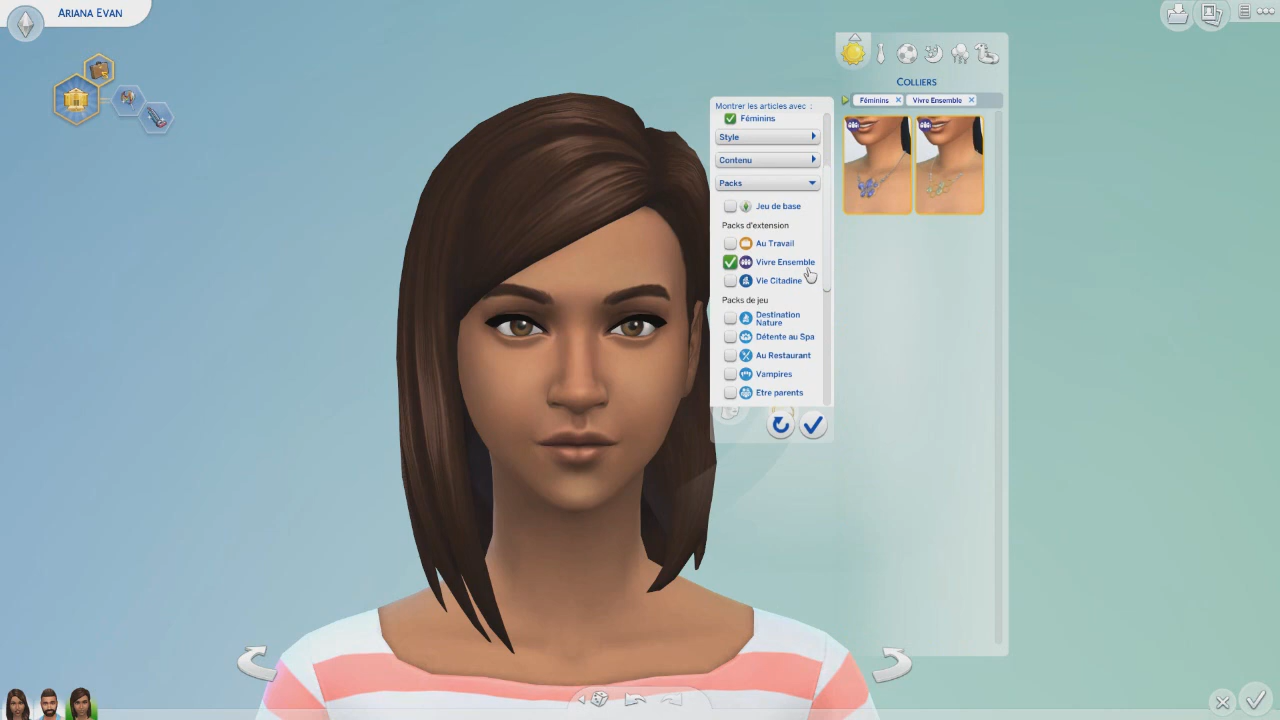 ARIANA EVAN
COLLIERS
Féminins
Vivre Ensemble
Montrer les articles avec :
Féminins
Style
Contenu
Packs
Jeu de base
Packs d'extension
Au Travail
Vivre Ensemble
Vie Citadine
Packs de jeu
Destination
Nature
Détente au Spa
Au Restaurant
Vampires
Etre parents